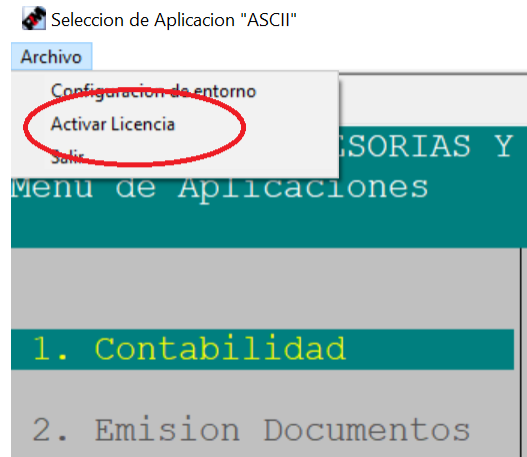 Seleccion de Aplicacion "ASCII"
Archivo
Configuracion de entorno
Activar Licencia
Salir
ESORIAS Y
Menu de Aplicaciones
1. Contabilidad
2. Emision Documentos